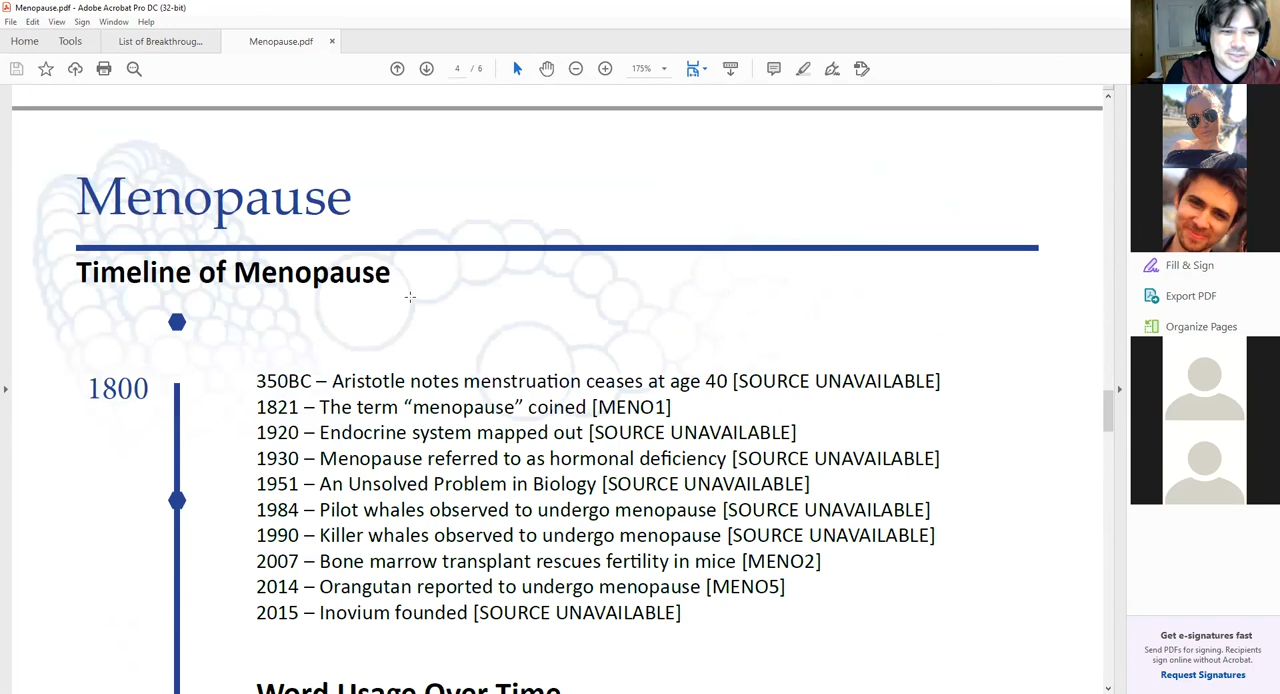 Menopause.pdf - Adobe Acrobat Pro DC (32-bit)
File Edit View Sign Window Help
Home Tools List of Breakthroug... Menopause.pdf ×
4 / 6 175%
Menopause
Timeline of Menopause
1800
350BC – Aristotle notes menstruation ceases at age 40 [SOURCE UNAVAILABLE]
1821 – The term “menopause” coined [MENO1]
1920 – Endocrine system mapped out [SOURCE UNAVAILABLE]
1930 – Menopause referred to as hormonal deficiency [SOURCE UNAVAILABLE]
1951 – An Unsolved Problem in Biology [SOURCE UNAVAILABLE]
1984 – Pilot whales observed to undergo menopause [SOURCE UNAVAILABLE]
1990 – Killer whales observed to undergo menopause [SOURCE UNAVAILABLE]
2007 – Bone marrow transplant rescues fertility in mice [MENO2]
2014 – Orangutan reported to undergo menopause [MENO5]
2015 – Inovium founded [SOURCE UNAVAILABLE]
Word Usage Over Time
Fill & Sign
Export PDF
Organize Pages
Get e-signatures fast
Send PDFs for signing. Recipients
sign online without Acrobat.
Request Signatures